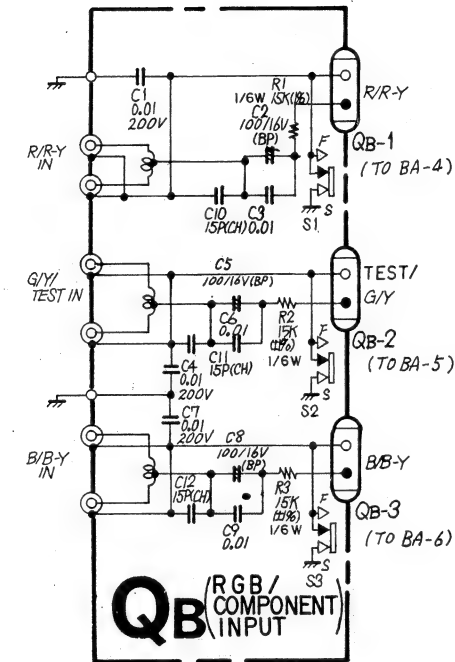 C1
0.01
200V
R1
1/6W 15K(1%)
C2
100/16V
(BP)
R/R-Y
QB-1
(TO BA-4)
R/R-Y
IN
F
S
S1
C10
15P(CH)
C3
0.01
G/Y/
TEST IN
C5
100/16V(BP)
TEST/
G/Y
C6
0.01
R2
15K
(±1%)
1/6W
F
S
S2
QB-2
(TO BA-5)
C4
0.01
200V
C11
15P(CH)
C7
0.01
200V
C8
100/16V
(BP)
B/B-Y
IN
B/B-Y
C12
15P(CH)
R3
15K
(±1%)
1/6W
F
S
S3
QB-3
(TO BA-6)
C9
0.01
QB (RGB/
COMPONENT)
INPUT